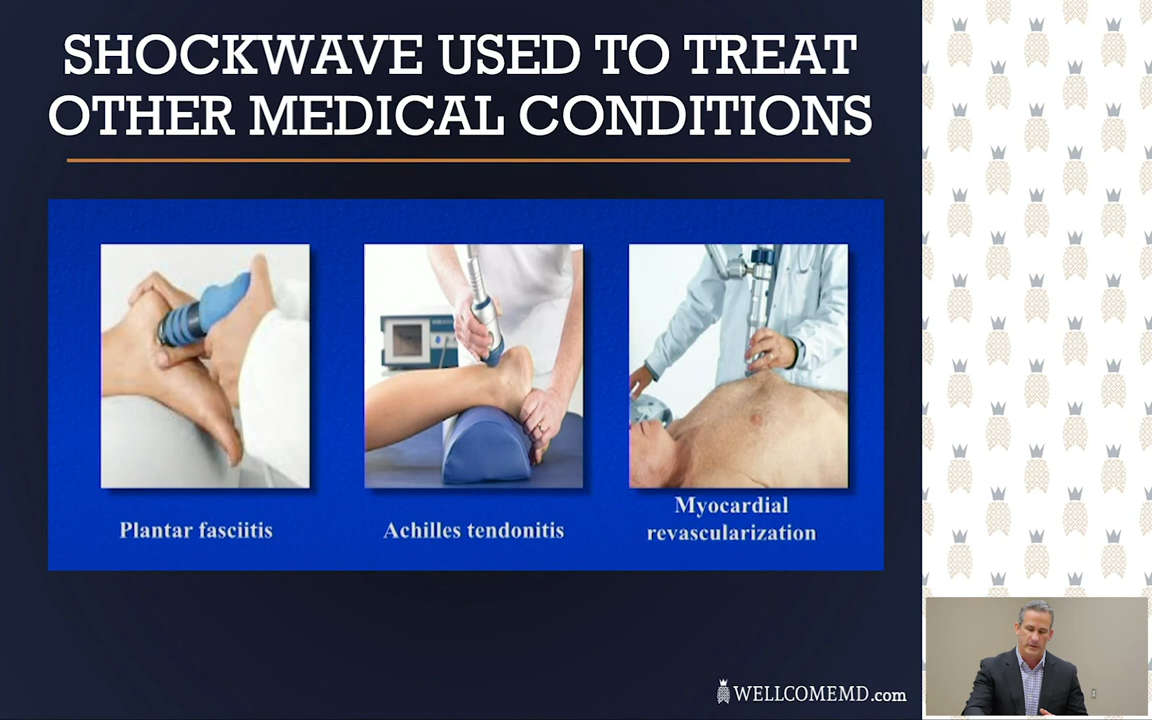 SHOCKWAVE USED TO TREAT
OTHER MEDICAL CONDITIONS
Plantar fasciitis
Achilles tendonitis
Myocardial
revascularization
WELLCOMEMD.com